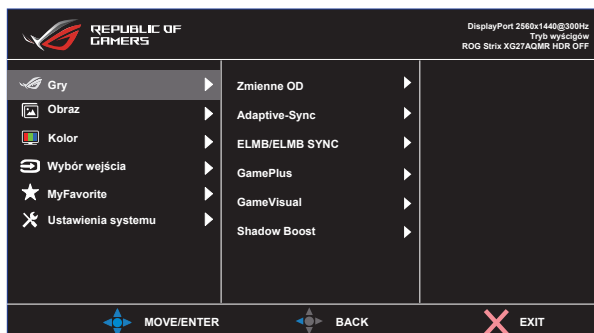 REPUBLIC OF
GAMERS
DisplayPort 2560x1440@300Hz
Tryb wyścigów
ROG Strix XG27AQMR HDR OFF
Gry
Obraz
Kolor
Wybór wejścia
MyFavorite
Ustawienia systemu
Zmienne OD
Adaptive-Sync
ELMB/ELMB SYNC
GamePlus
GameVisual
Shadow Boost
MOVE/ENTER
BACK
EXIT